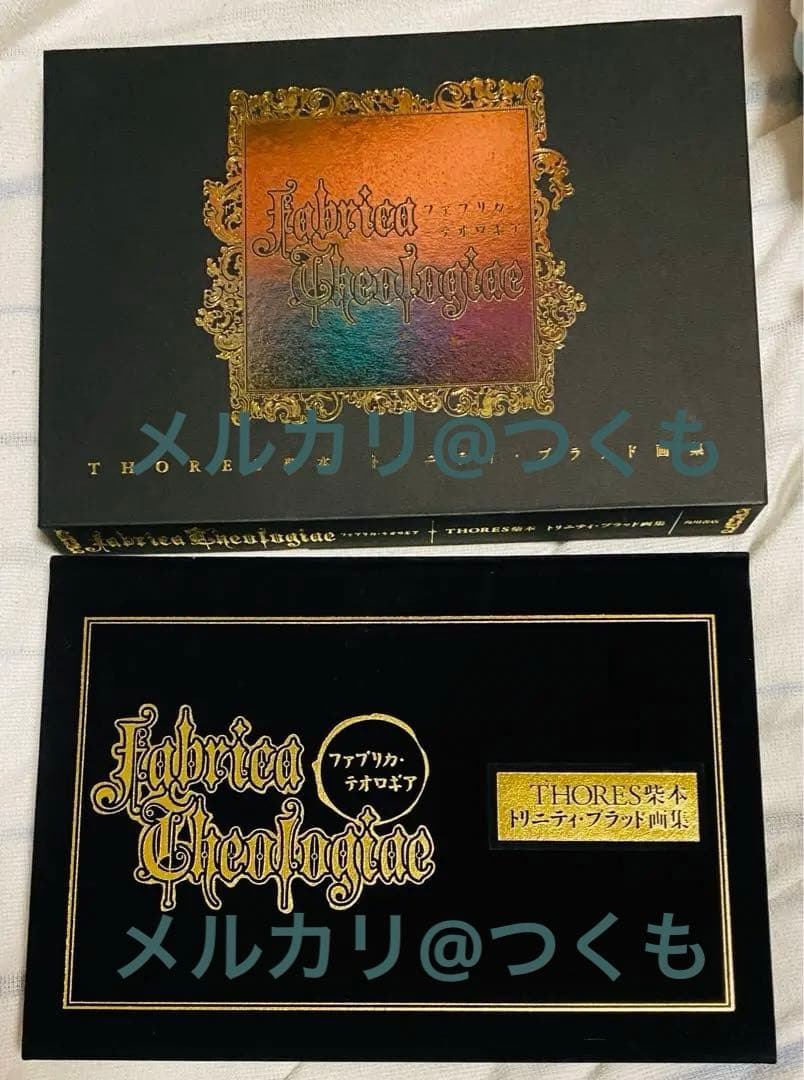 Fabrica
ファブリカ・
テオロギア
Theologiae
メルカリ@つくも
THORES柴本 トリニティ・ブラッド画集
Fabrica Theologiae ファブリカ・テオロギア THORES柴本 トリニティ・ブラッド画集 角川書店
Fabrica
ファブリカ・
テオロギア
Theologiae
THORES柴本
トリニティ・ブラッド画集
メルカリ@つくも